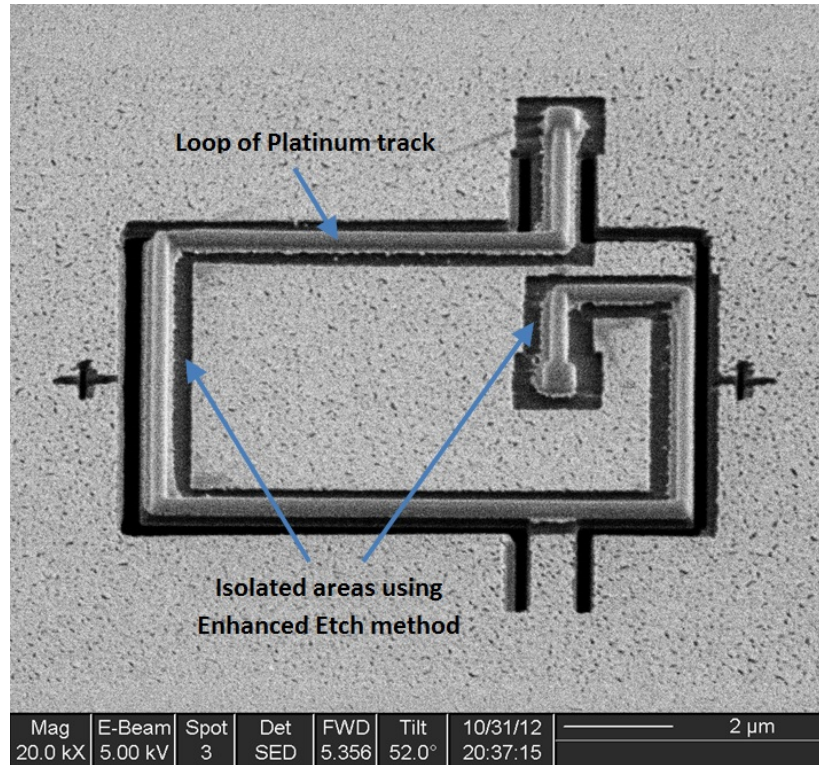 Loop of Platinum track
Isolated areas using
Enhanced Etch method
Mag E-Beam Spot Det FWD Tilt 10/31/12 2 µm
20.0 kX 5.00 kV 3 SED 5.356 52.0° 20:37:15